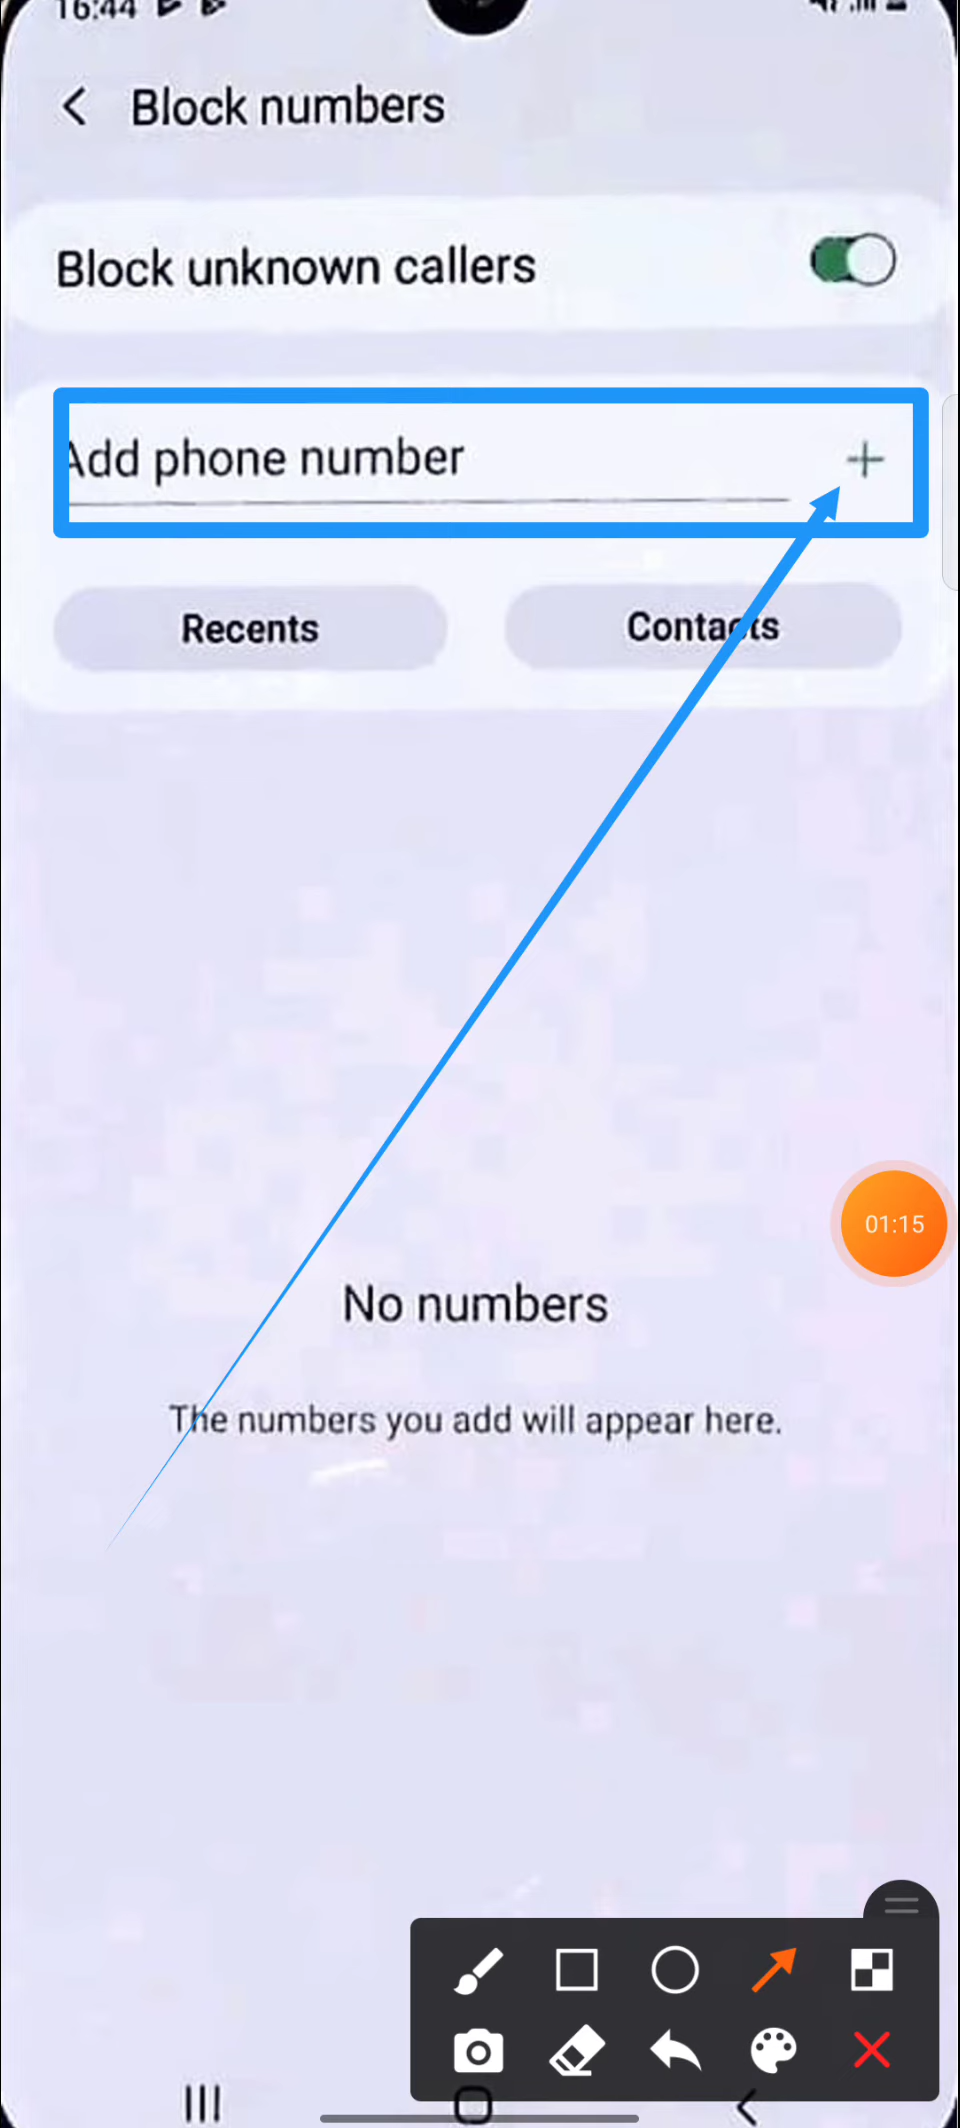 16:44
Block numbers
Block unknown callers
Add phone number
Recents
Contacts
01:15
No numbers
The numbers you add will appear here.